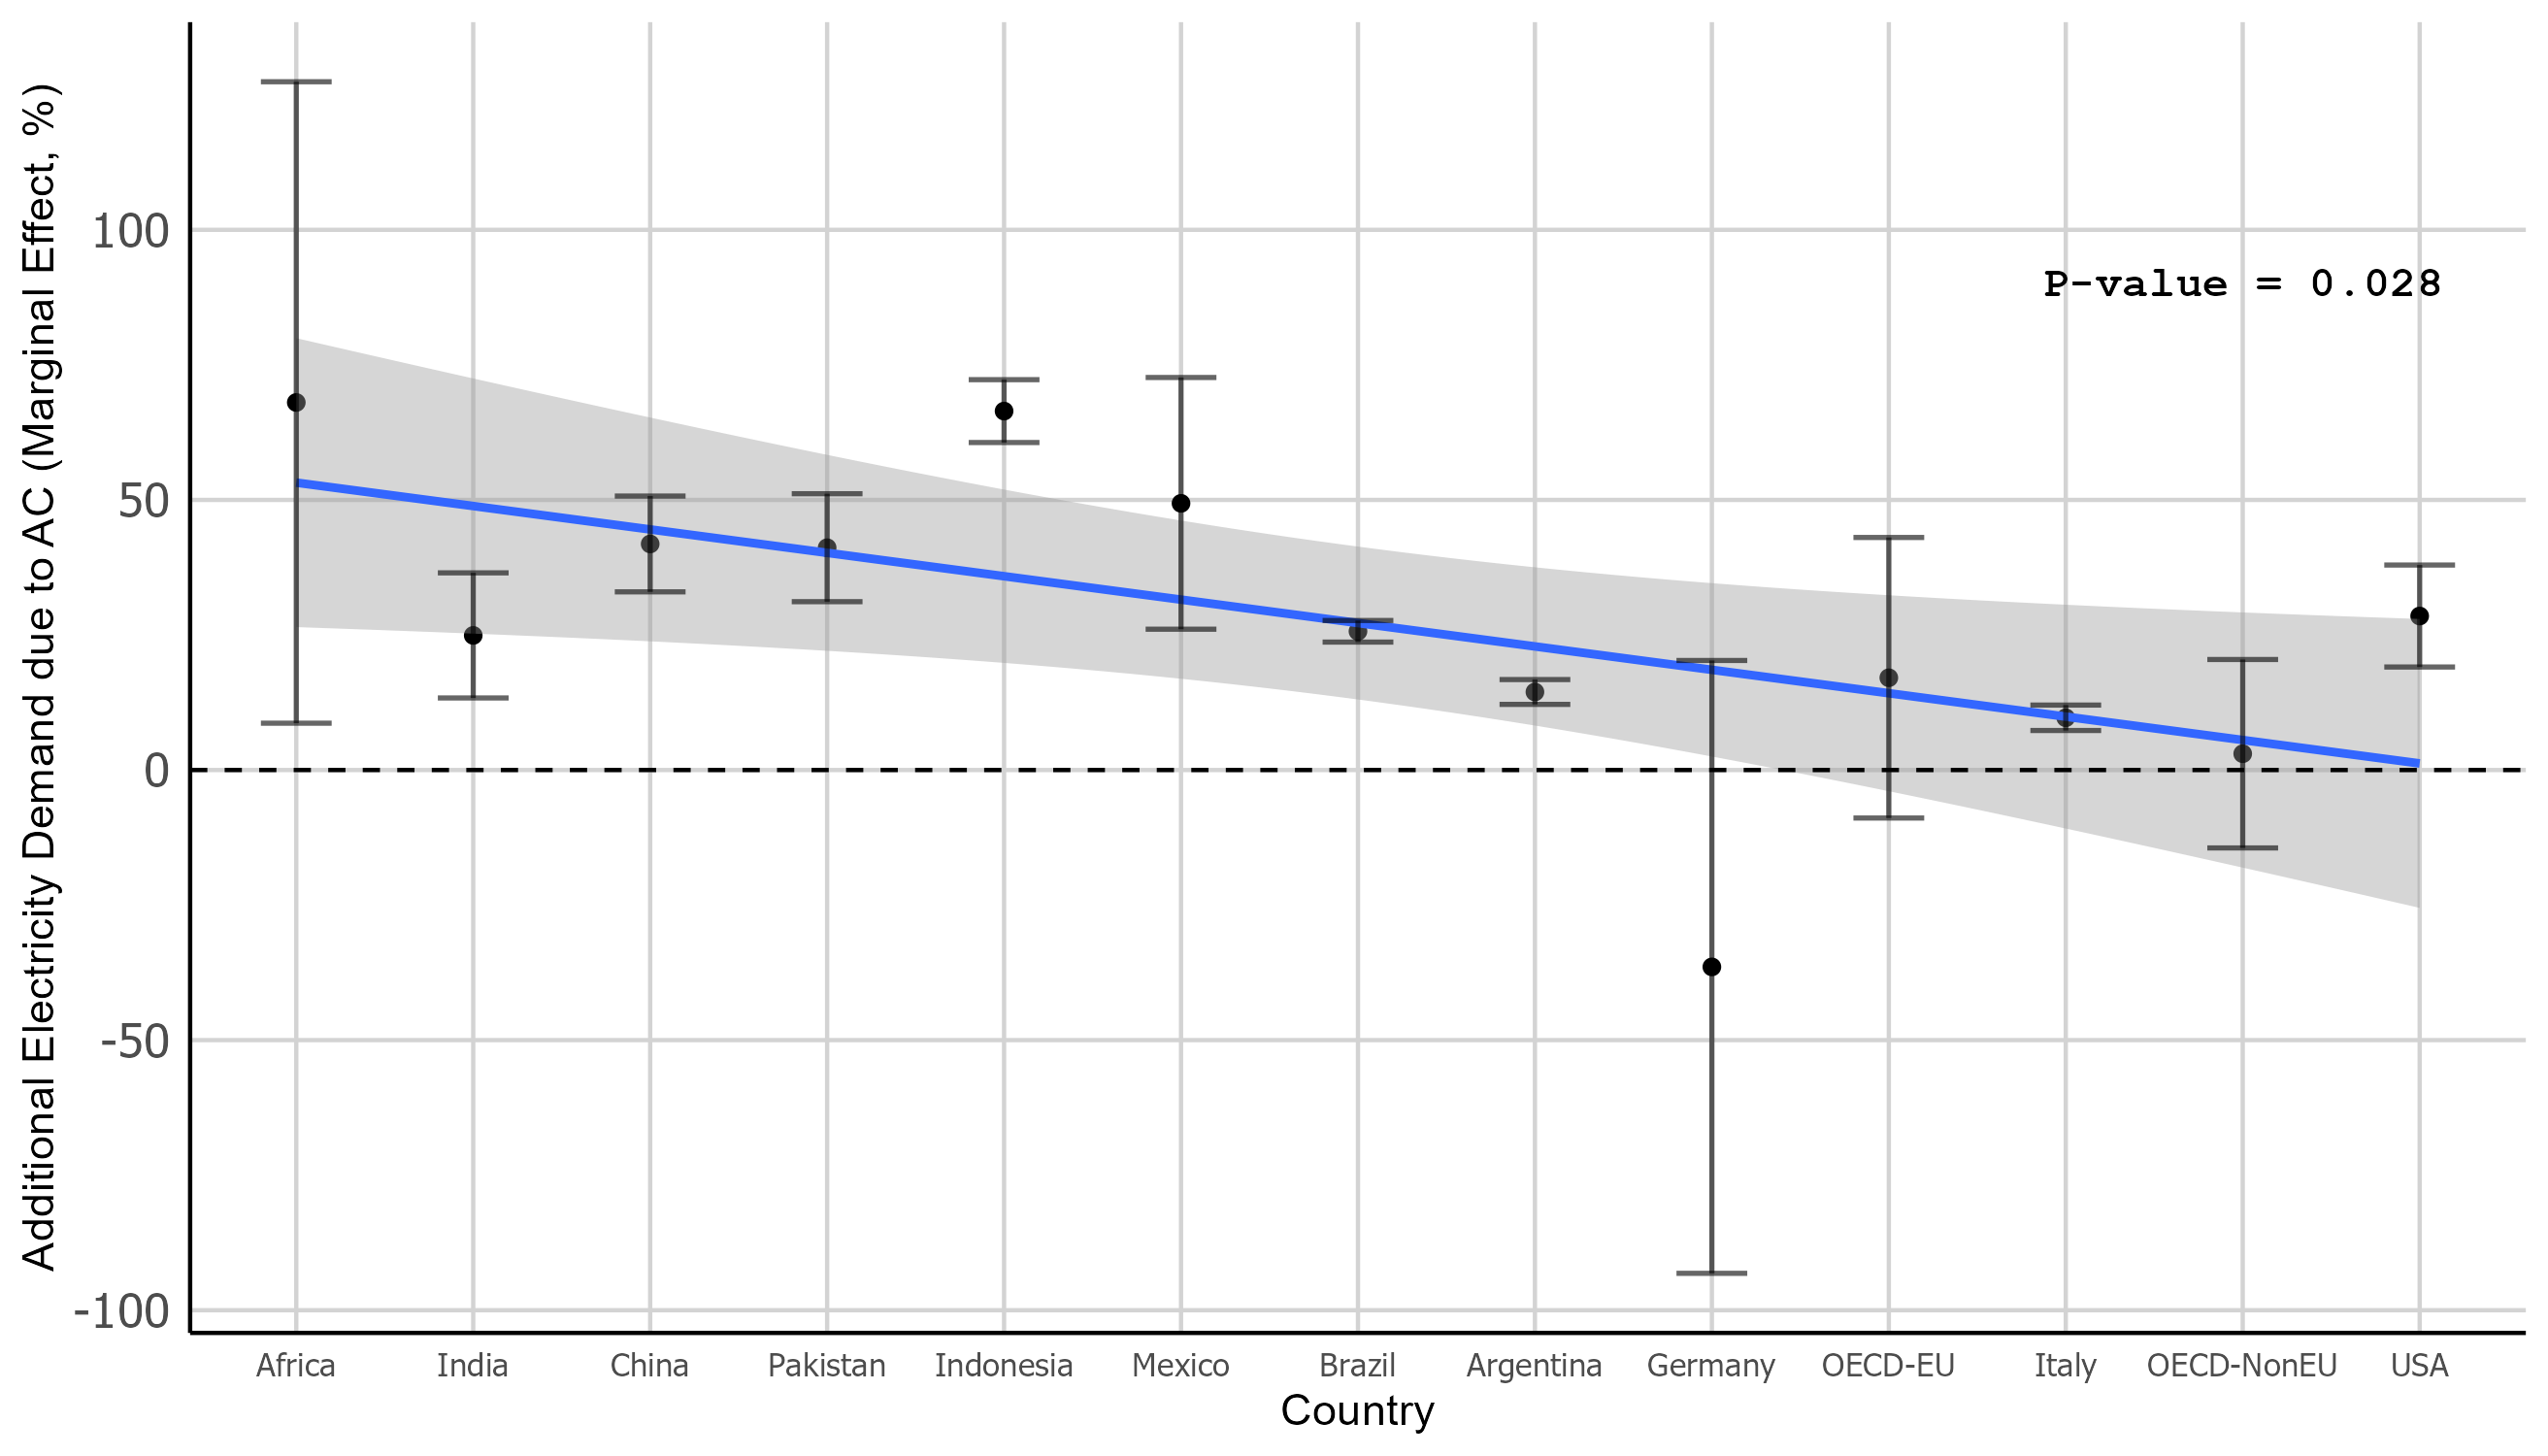 Additional Electricity Demand due to AC (Marginal Effect, %)
100
50
0
-50
-100
P-value = 0.028
Africa India China Pakistan Indonesia Mexico Brazil Argentina Germany OECD-EU Italy OECD-NonEU USA
Country